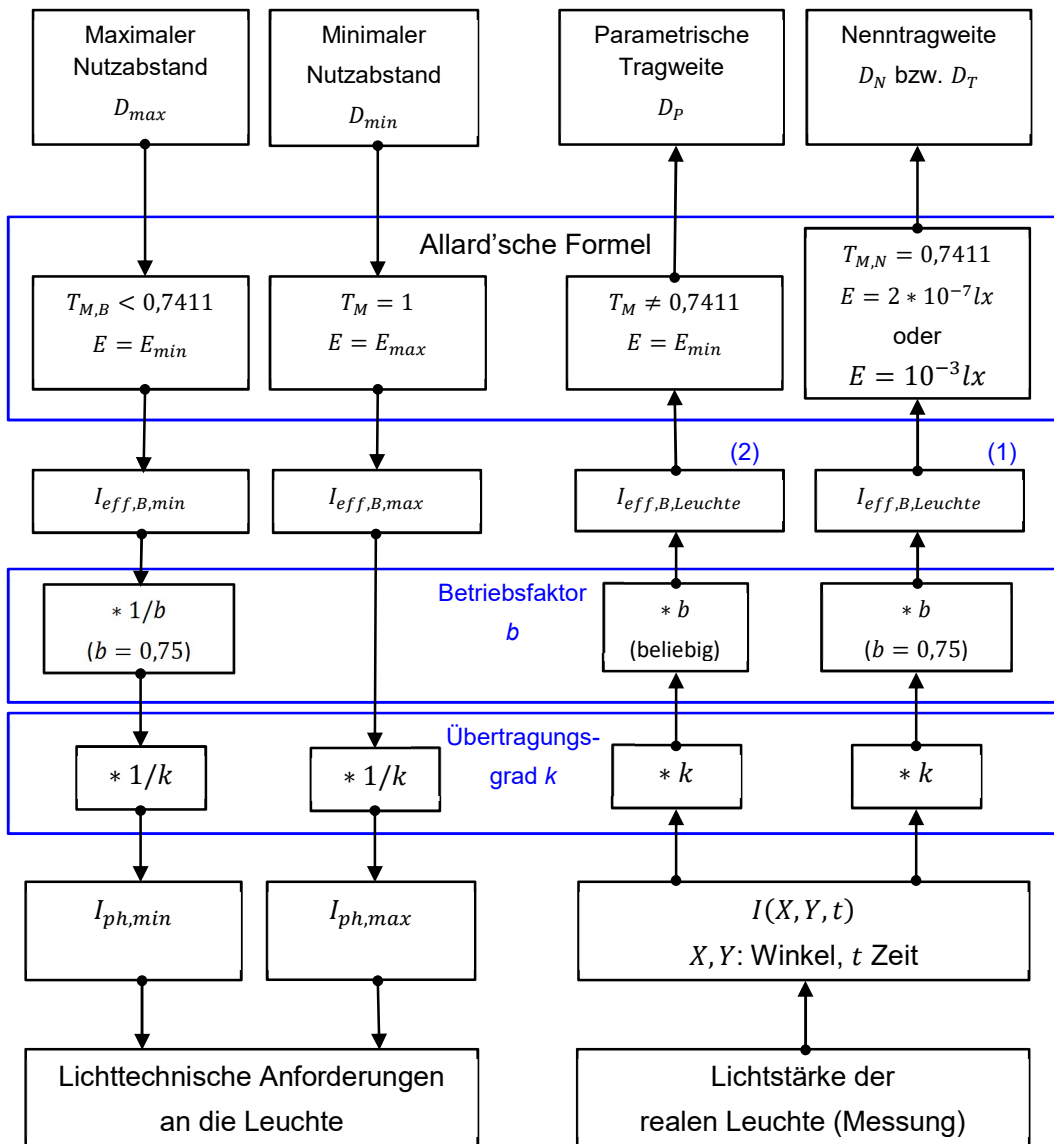 Maximaler
Nutzabstand
D_max
Minimaler
Nutzabstand
D_min
Parametrische
Tragweite
D_P
Nenntragweite
D_N bzw. D_T
Allard’sche Formel
T_M,B < 0,7411
E = E_min
T_M = 1
E = E_max
T_M ≠ 0,7411
E = E_min
T_M,N = 0,7411
E = 2 * 10^-7 lx
oder
E = 10^-3 lx
(2)
(1)
I_eff,B,min
I_eff,B,max
I_eff,B,Leuchte
I_eff,B,Leuchte
Betriebsfaktor
b
* 1/b
(b = 0,75)
* b
(beliebig)
* b
(b = 0,75)
Übertragungs-
grad k
* 1/k
* 1/k
* k
* k
I_ph,min
I_ph,max
I(X, Y, t)
X, Y: Winkel, t Zeit
Lichttechnische Anforderungen
an die Leuchte
Lichtstärke der
realen Leuchte (Messung)